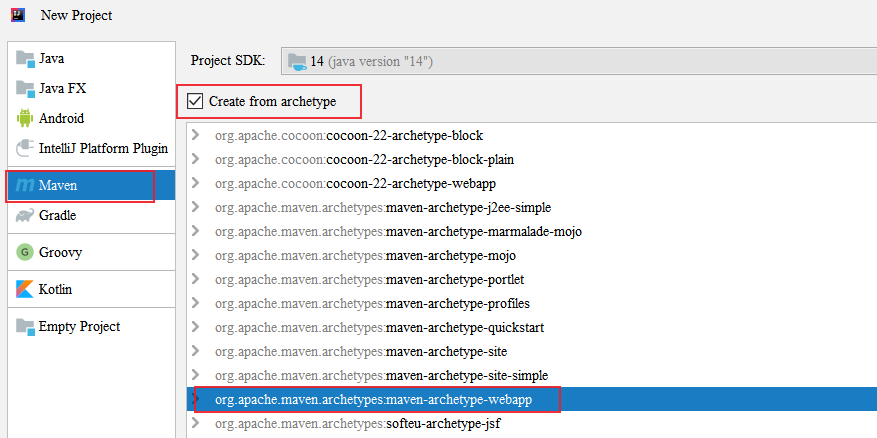 New Project
Java
Java FX
Android
IntelliJ Platform Plugin
Maven
Gradle
Groovy
Kotlin
Empty Project
Project SDK: 14 (java version "14")
Create from archetype
org.apache.cocoon:cocoon-22-archetype-block
org.apache.cocoon:cocoon-22-archetype-block-plain
org.apache.cocoon:cocoon-22-archetype-webapp
org.apache.maven.archetypes:maven-archetype-j2ee-simple
org.apache.maven.archetypes:maven-archetype-marmalade-mojo
org.apache.maven.archetypes:maven-archetype-mojo
org.apache.maven.archetypes:maven-archetype-portlet
org.apache.maven.archetypes:maven-archetype-profiles
org.apache.maven.archetypes:maven-archetype-quickstart
org.apache.maven.archetypes:maven-archetype-site
org.apache.maven.archetypes:maven-archetype-site-simple
org.apache.maven.archetypes:maven-archetype-webapp
org.apache.maven.archetypes:softeu-archetype-jsf